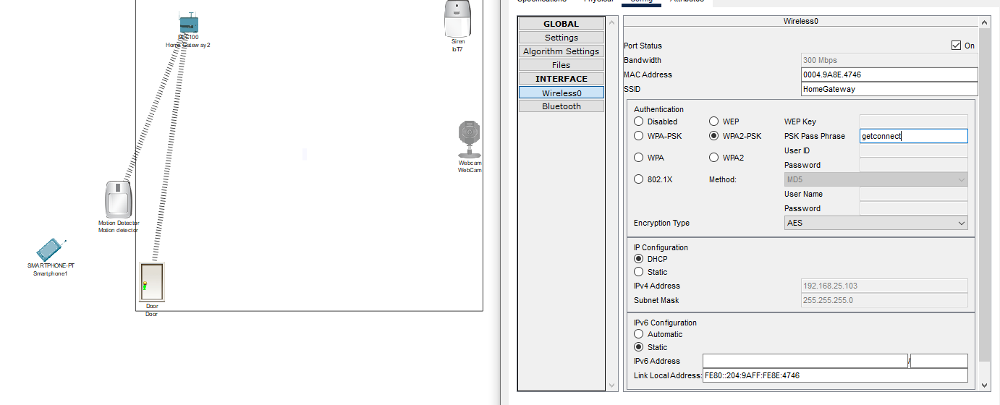 DLC100
Home Gateway2
Siren
IoT7
Webcam
WebCam
Motion Detector
Motion detector
SMARTPHONE-PT
Smartphone1
Door
Door
Specifications Physical Config Attributes
GLOBAL
Settings
Algorithm Settings
Files
INTERFACE
Wireless0
Bluetooth
Wireless0
Port Status On
Bandwidth 300 Mbps
MAC Address 0004.9A8E.4746
SSID HomeGateway
Authentication
Disabled WEP WEP Key
WPA-PSK WPA2-PSK PSK Pass Phrase getconnect
User ID
WPA WPA2
Password
802.1X Method: MD5
User Name
Password
Encryption Type AES
IP Configuration
DHCP
Static
IPv4 Address 192.168.25.103
Subnet Mask 255.255.255.0
IPv6 Configuration
Automatic
Static
IPv6 Address /
Link Local Address: FE80::204:9AFF:FE8E:4746